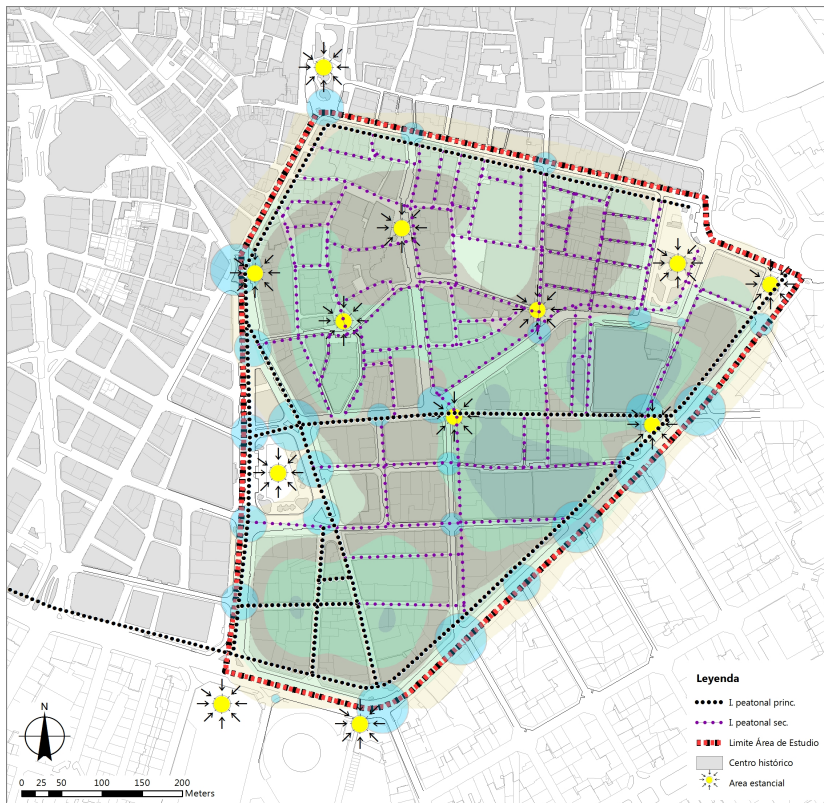 Leyenda
I. peatonal princ.
I. peatonal sec.
Limite Área de Estudio
Centro histórico
Area estancial
N
0 25 50 100 150 200
Meters